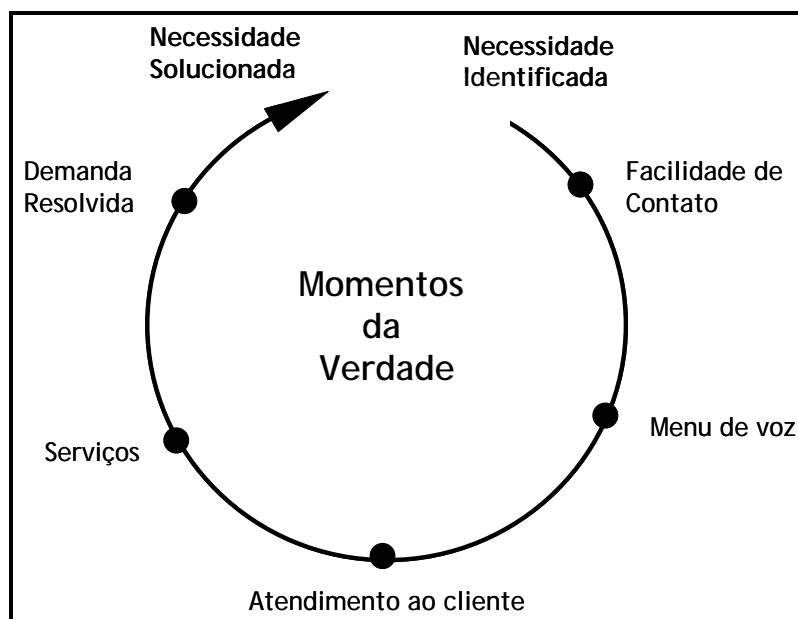 Necessidade
Solucionada
Necessidade
Identificada
Facilidade de
Contato
Menu de voz
Atendimento ao cliente
Serviços
Demanda
Resolvida
Momentos
da
Verdade